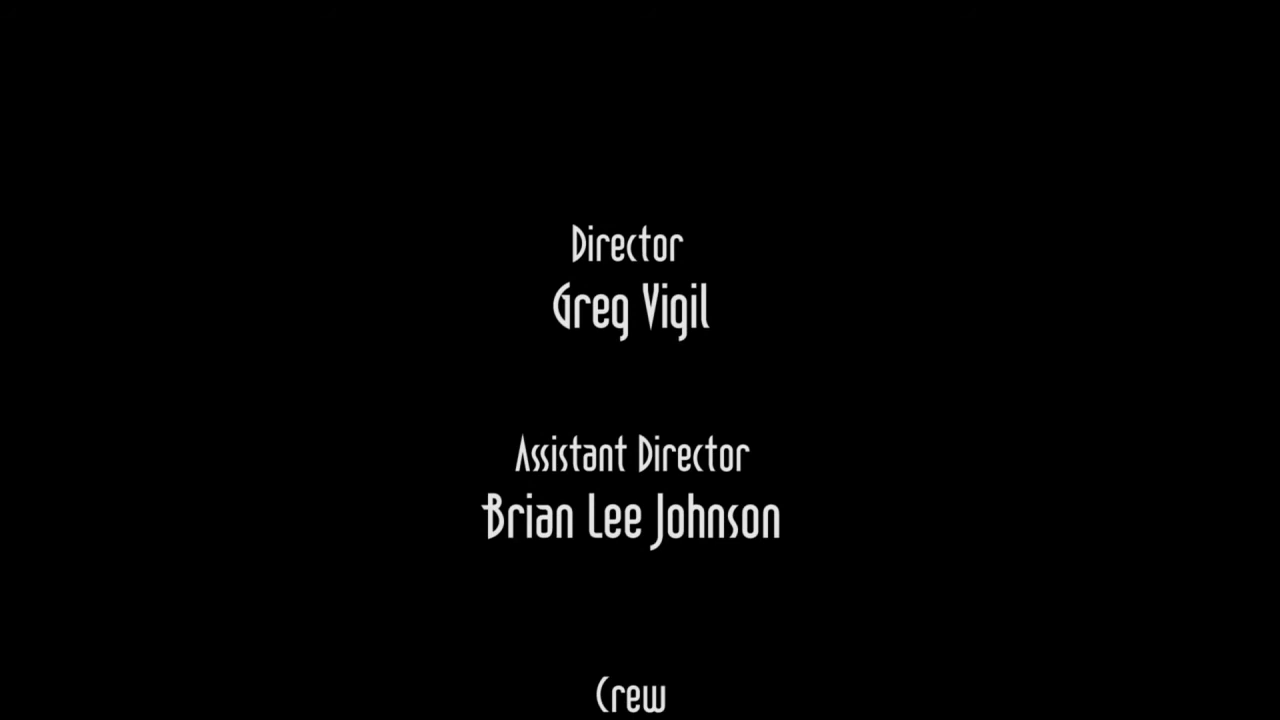 Director
Greg Vigil
Assistant Director
Brian Lee Johnson
Crew